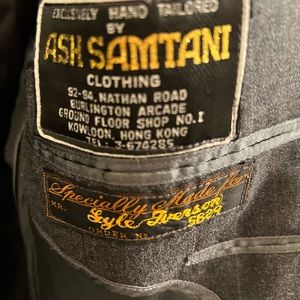 EXCLUSIVELY HAND TAILORED
BY
ASH SAMTANI
CLOTHING
92-94, NATHAN ROAD
BURLINGTON ARCADE
GROUND FLOOR SHOP NO.I
KOWLOON, HONG KONG
TEL: 3-674285
Specially Made for
MR. Lyle Iverson
ORDER No. 5609